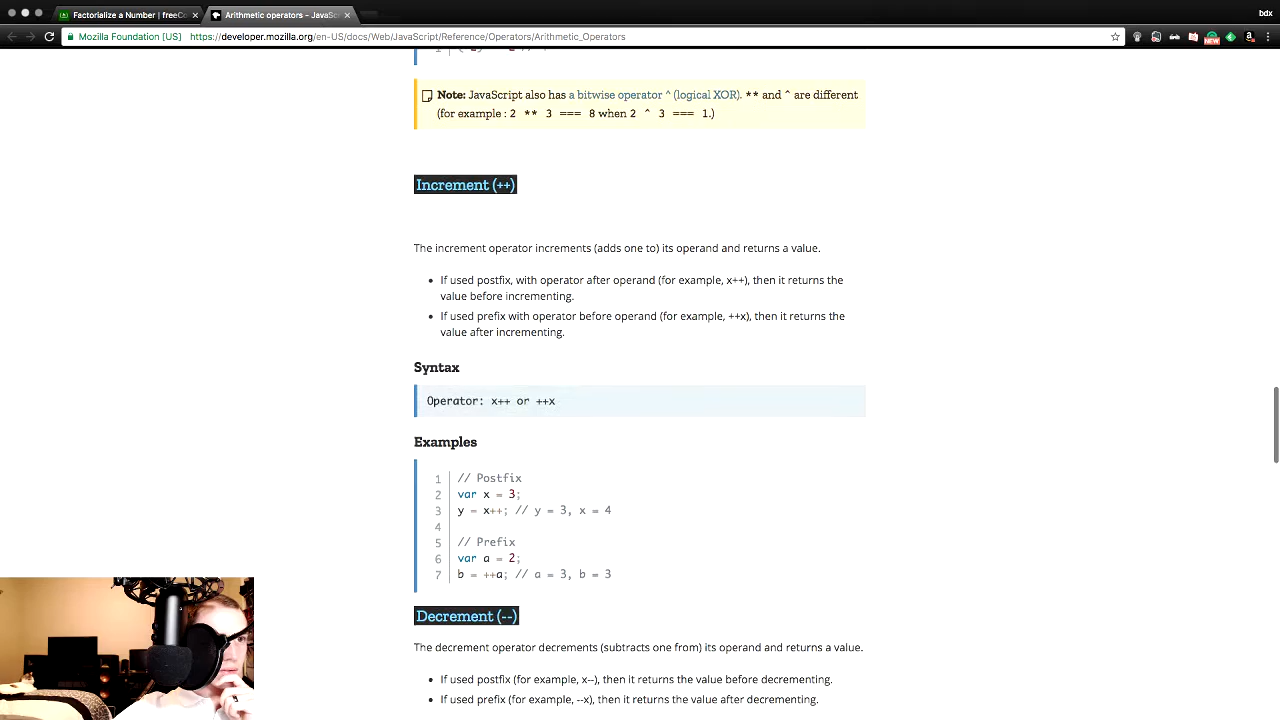 Factorialize a Number | freeC
Arithmetic operators - JavaSc
bdx
Mozilla Foundation [US]
https://developer.mozilla.org/en-US/docs/Web/JavaScript/Reference/Operators/Arithmetic_Operators
NEW
Note: JavaScript also has a bitwise operator ^ (logical XOR). ** and ^ are different
(for example : 2 ** 3 === 8 when 2 ^ 3 === 1.)
Increment (++)
The increment operator increments (adds one to) its operand and returns a value.
If used postfix, with operator after operand (for example, x++), then it returns the
value before incrementing.
If used prefix with operator before operand (for example, ++x), then it returns the
value after incrementing.
Syntax
Operator: x++ or ++x
Examples
1 // Postfix
2 var x = 3;
3 y = x++; // y = 3, x = 4
4
5 // Prefix
6 var a = 2;
7 b = ++a; // a = 3, b = 3
Decrement (--)
The decrement operator decrements (subtracts one from) its operand and returns a value.
If used postfix (for example, x--), then it returns the value before decrementing.
If used prefix (for example, --x), then it returns the value after decrementing.